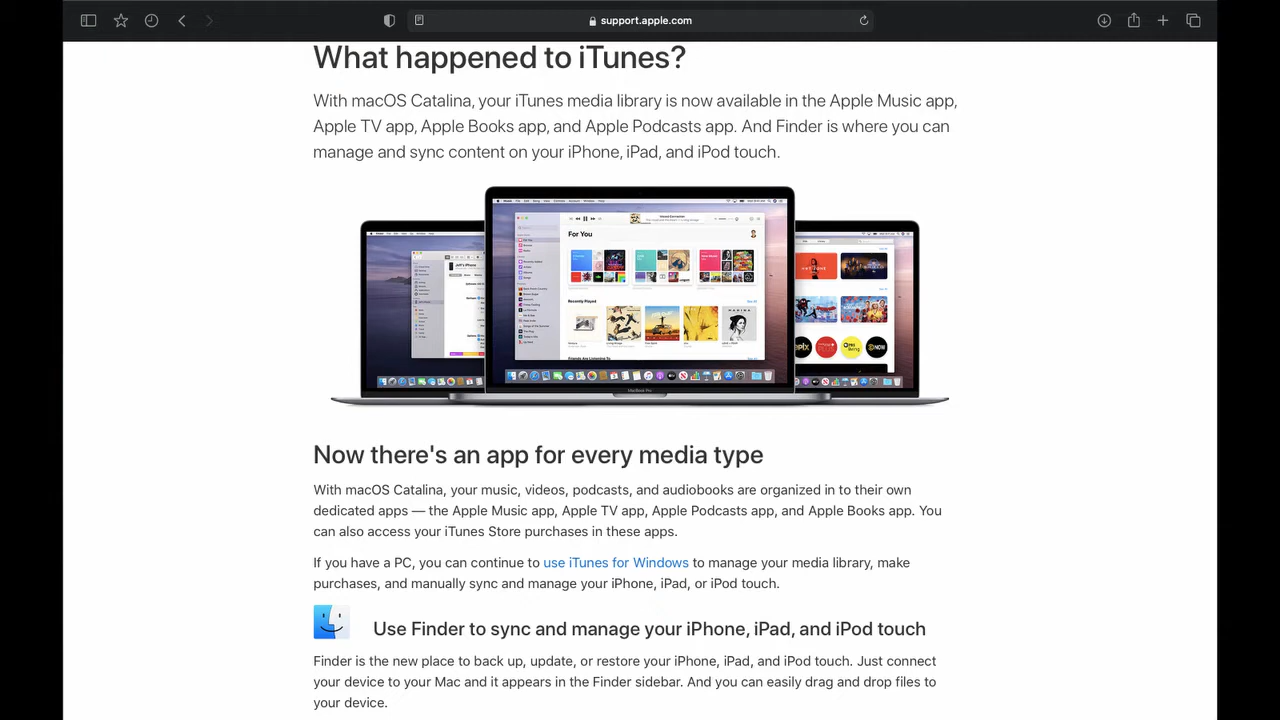 support.apple.com
What happened to iTunes?
With macOS Catalina, your iTunes media library is now available in the Apple Music app,
Apple TV app, Apple Books app, and Apple Podcasts app. And Finder is where you can
manage and sync content on your iPhone, iPad, and iPod touch.
For You
Recently Played
MacBook Pro
Now there's an app for every media type
With macOS Catalina, your music, videos, podcasts, and audiobooks are organized in to their own
dedicated apps — the Apple Music app, Apple TV app, Apple Podcasts app, and Apple Books app. You
can also access your iTunes Store purchases in these apps.
If you have a PC, you can continue to use iTunes for Windows to manage your media library, make
purchases, and manually sync and manage your iPhone, iPad, or iPod touch.
Use Finder to sync and manage your iPhone, iPad, and iPod touch
Finder is the new place to back up, update, or restore your iPhone, iPad, and iPod touch. Just connect
your device to your Mac and it appears in the Finder sidebar. And you can easily drag and drop files to
your device.